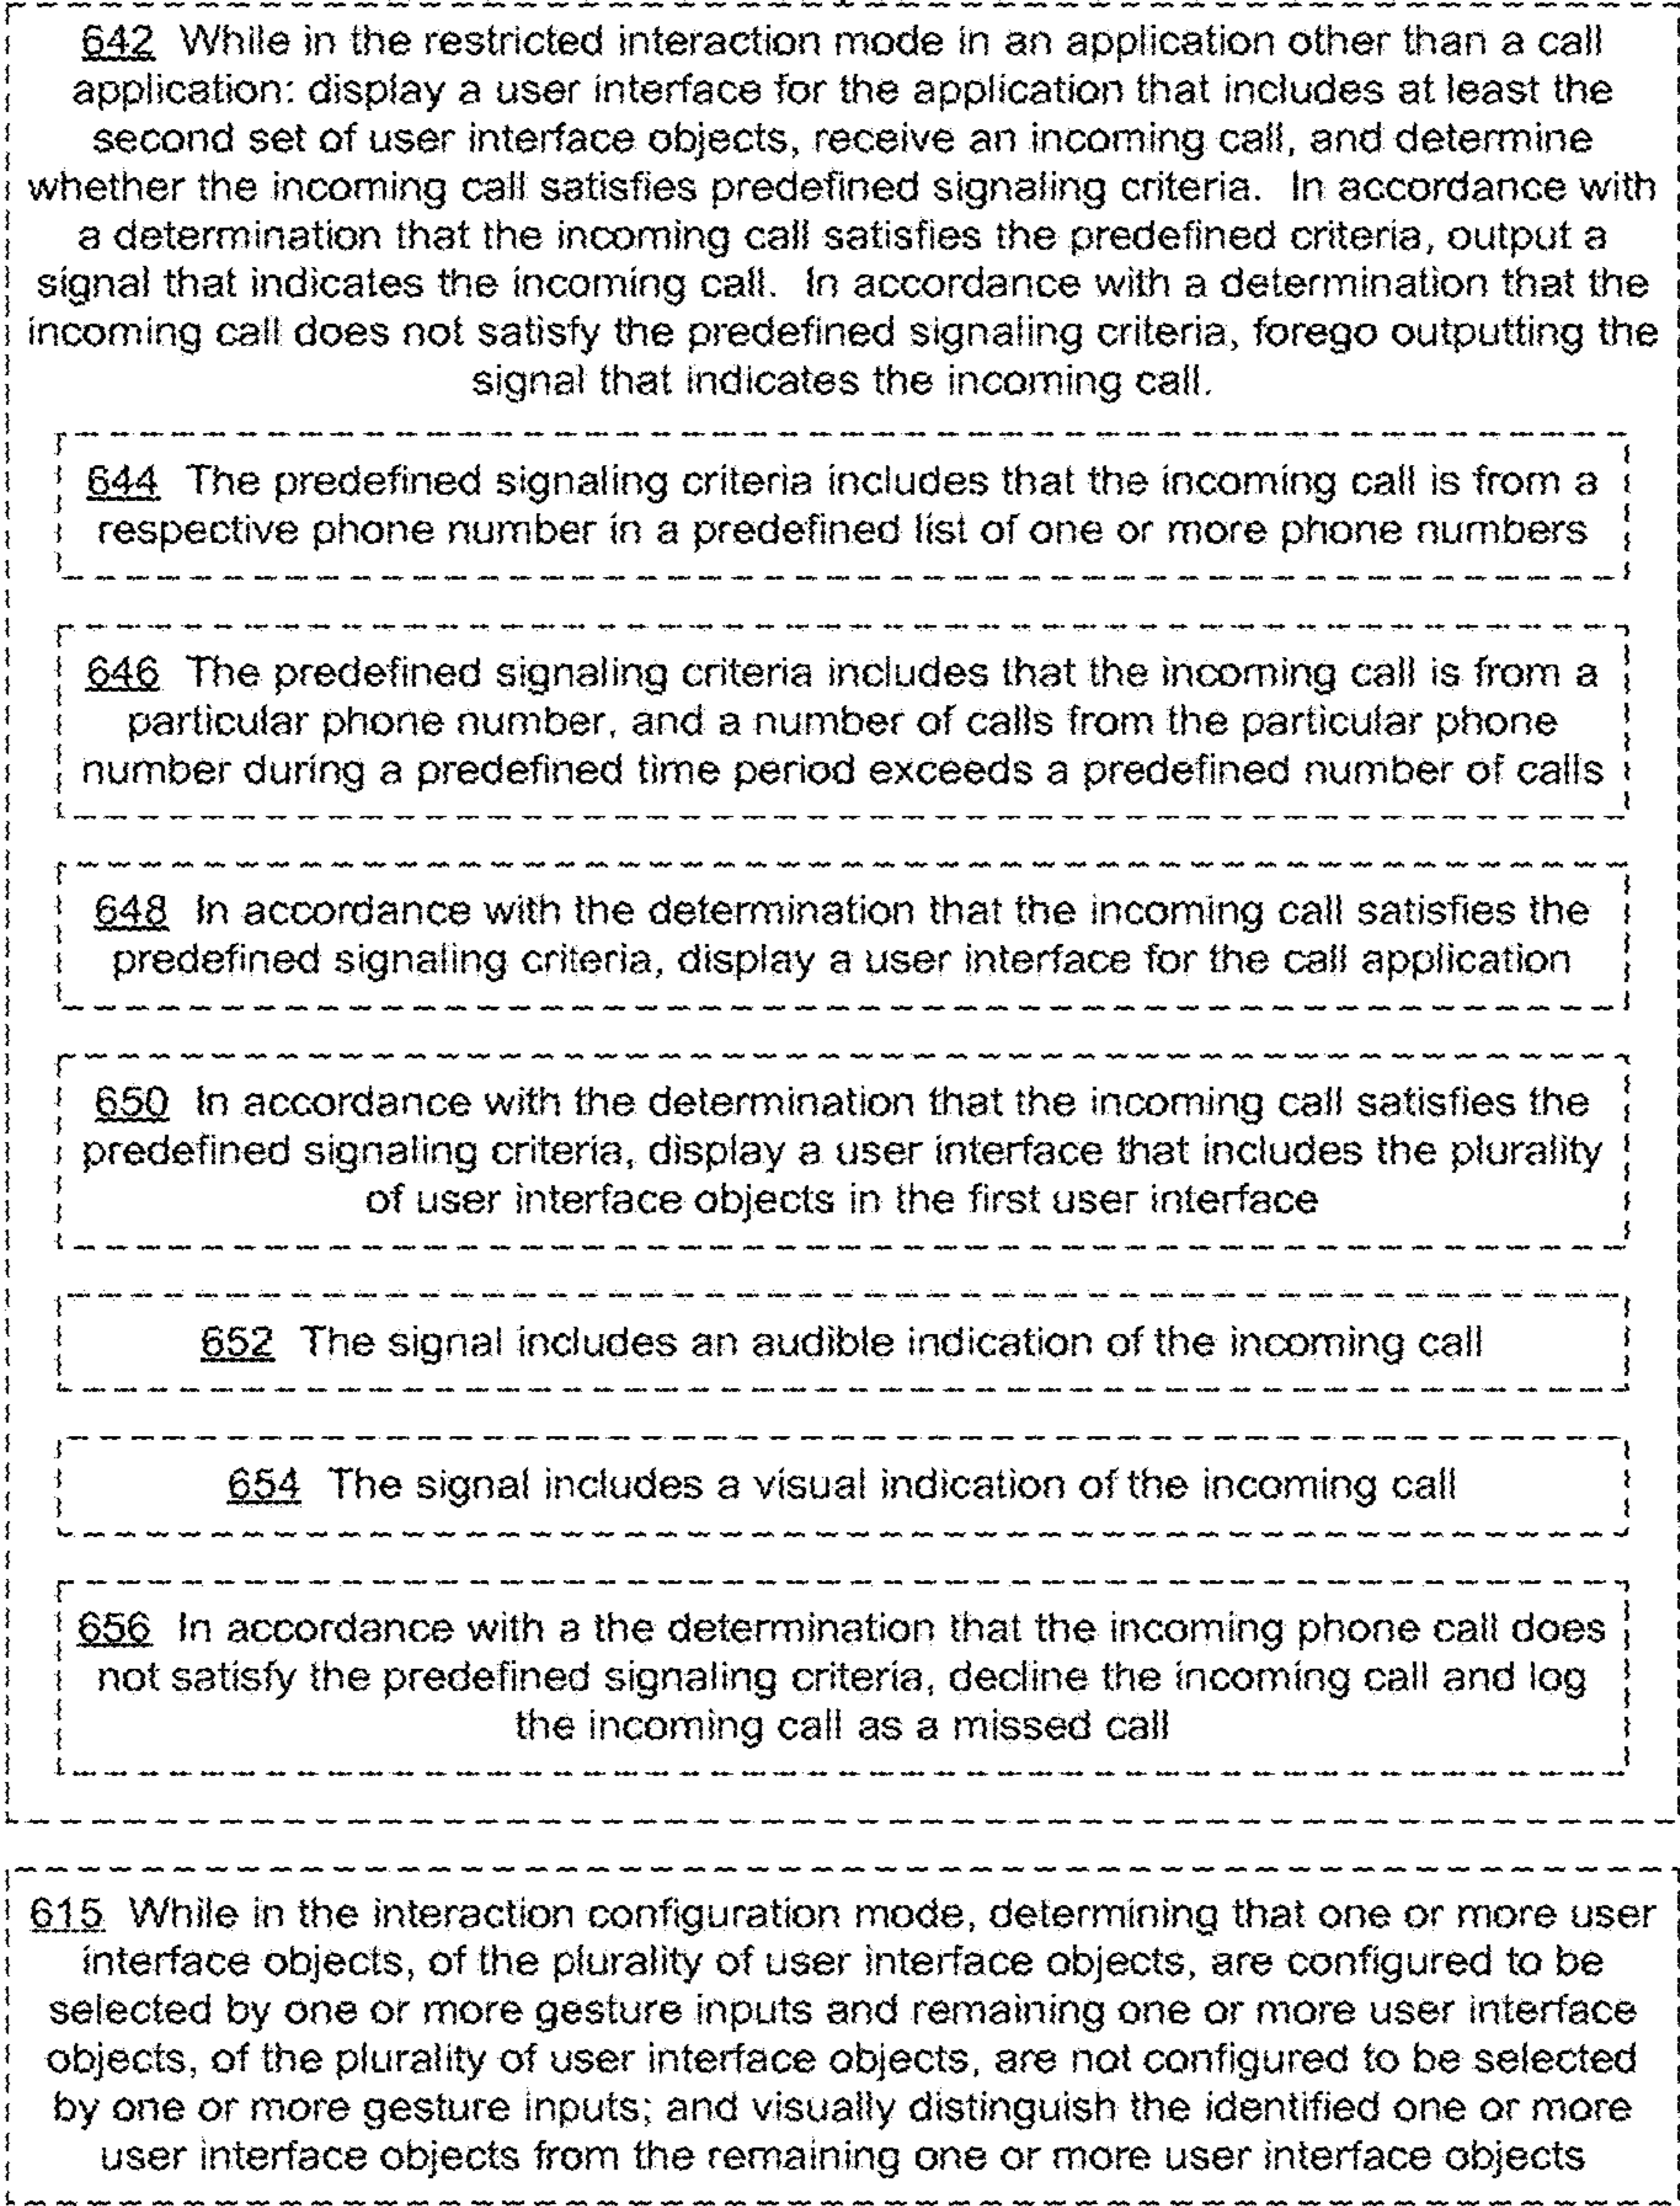 642 While in the restricted interaction mode in an application other than a call
application: display a user interface for the application that includes at least the
second set of user interface objects, receive an incoming call, and determine
whether the incoming call satisfies predefined signaling criteria. In accordance with
a determination that the incoming call satisfies the predefined criteria, output a
signal that indicates the incoming call. In accordance with a determination that the
incoming call does not satisfy the predefined signaling criteria, forego outputting the
signal that indicates the incoming call.
644 The predefined signaling criteria includes that the incoming call is from a
respective phone number in a predefined list of one or more phone numbers
646 The predefined signaling criteria includes that the incoming call is from a
particular phone number, and a number of calls from the particular phone
number during a predefined time period exceeds a predefined number of calls
648 In accordance with the determination that the incoming call satisfies the
predefined signaling criteria, display a user interface for the call application
650 In accordance with the determination that the incoming call satisfies the
predefined signaling criteria, display a user interface that includes the plurality
of user interface objects in the first user interface
652 The signal includes an audible indication of the incoming call
654 The signal includes a visual indication of the incoming call
656 In accordance with a the determination that the incoming phone call does
not satisfy the predefined signaling criteria, decline the incoming call and log
the incoming call as a missed call
615 While in the interaction configuration mode, determining that one or more user
interface objects, of the plurality of user interface objects, are configured to be
selected by one or more gesture inputs and remaining one or more user interface
objects, of the plurality of user interface objects, are not configured to be selected
by one or more gesture inputs; and visually distinguish the identified one or more
user interface objects from the remaining one or more user interface objects